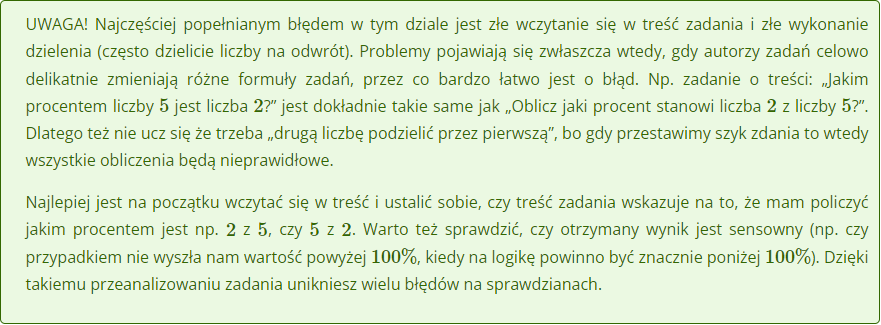 UWAGA! Najczęściej popełnianym błędem w tym dziale jest złe wczytanie się w treść zadania i złe wykonanie
dzielenia (często dzielicie liczby na odwrót). Problemy pojawiają się zwłaszcza wtedy, gdy autorzy zadań celowo
delikatnie zmieniają różne formuły zadań, przez co bardzo łatwo jest o błąd. Np. zadanie o treści: „Jakim
procentem liczby 5 jest liczba 2?” jest dokładnie takie same jak „Oblicz jaki procent stanowi liczba 2 z liczby 5?”.
Dlatego też nie ucz się że trzeba „drugą liczbę podzielić przez pierwszą”, bo gdy przestawimy szyk zdania to wtedy
wszystkie obliczenia będą nieprawidłowe.
Najlepiej jest na początku wczytać się w treść i ustalić sobie, czy treść zadania wskazuje na to, że mam policzyć
jakim procentem jest np. 2 z 5, czy 5 z 2. Warto też sprawdzić, czy otrzymany wynik jest sensowny (np. czy
przypadkiem nie wyszła nam wartość powyżej 100%, kiedy na logikę powinno być znacznie poniżej 100%). Dzięki
takiemu przeanalizowaniu zadania unikniesz wielu błędów na sprawdzianach.